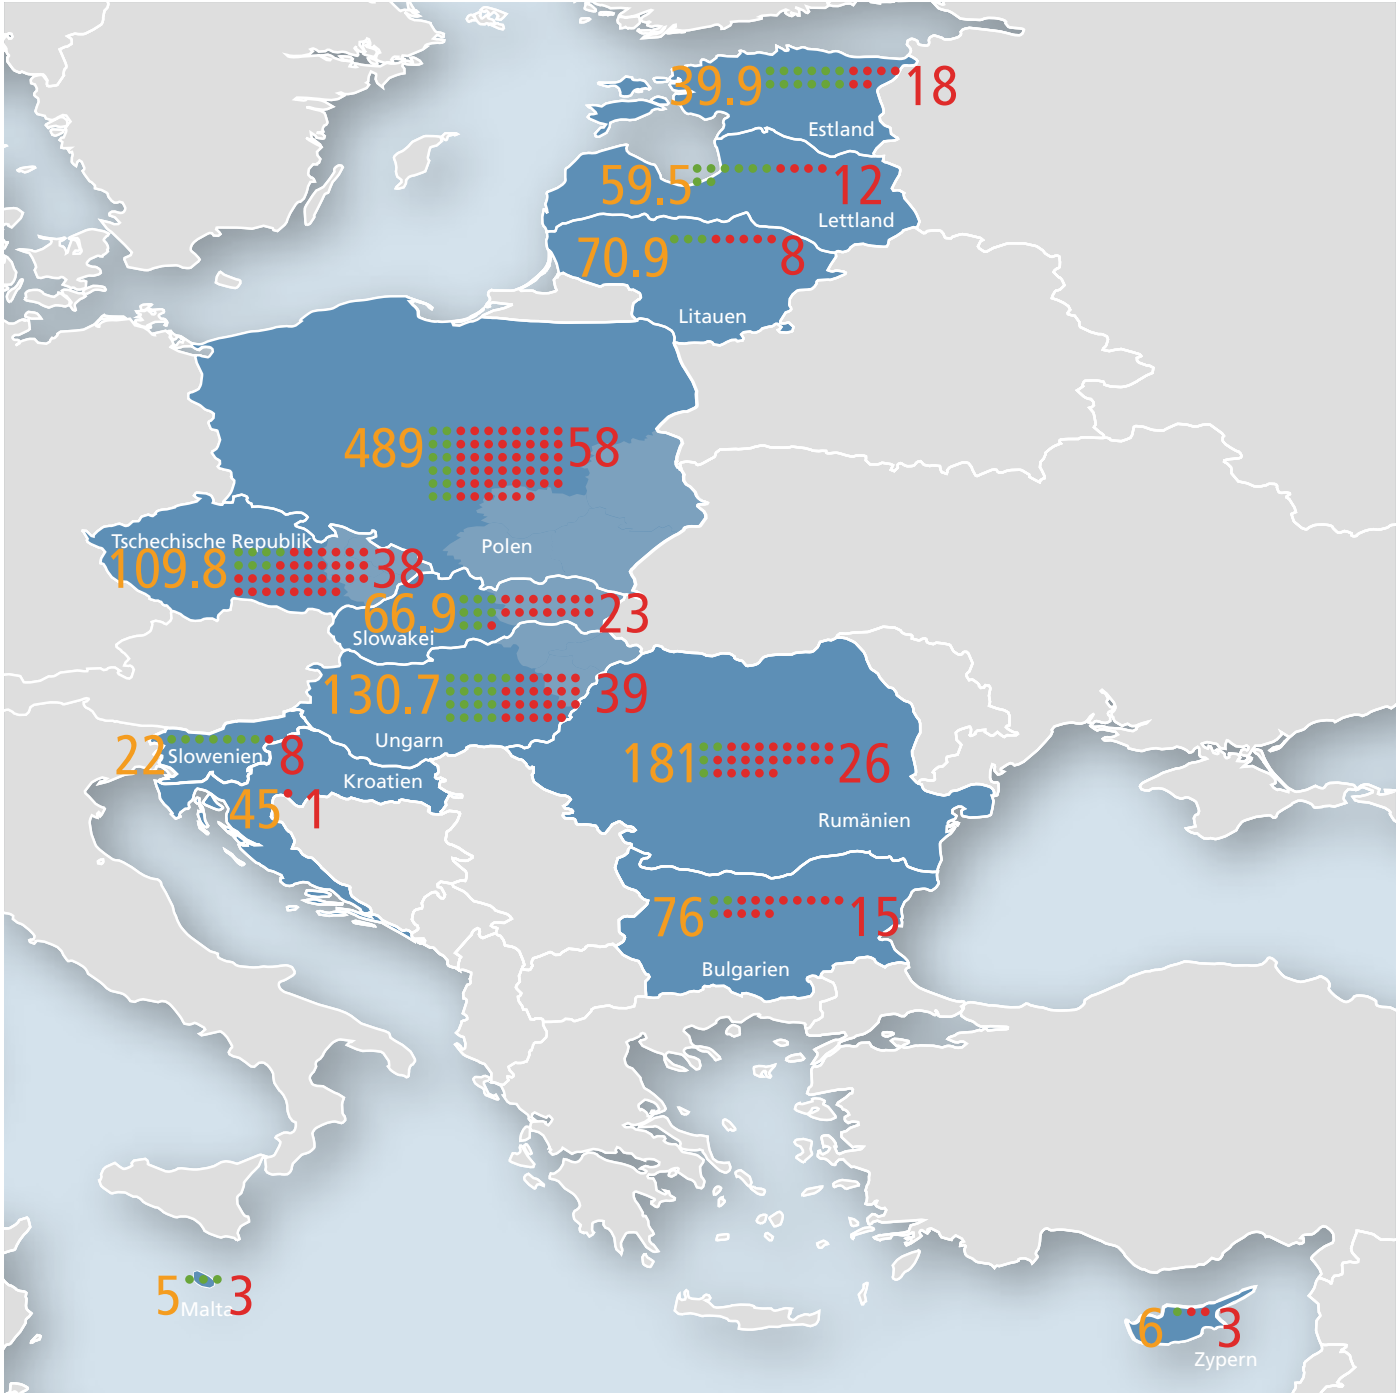 39.9 18
Estland
59.5 12
Lettland
70.9 8
Litauen
489 58
Polen
Tschechische Republik
109.8 38
66.9 23
Slowakei
130.7 39
Ungarn
22 Slowenien 8
181 26
Kroatien
45 1
Rumänien
76 15
Bulgarien
5 3
Malta
6 3
Zypern